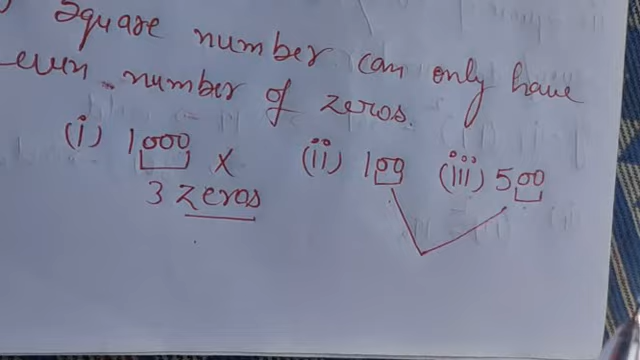 Square number can only have
even number of zeros.
(i) 1000 X (ii) 100 (iii) 500
3 zeros